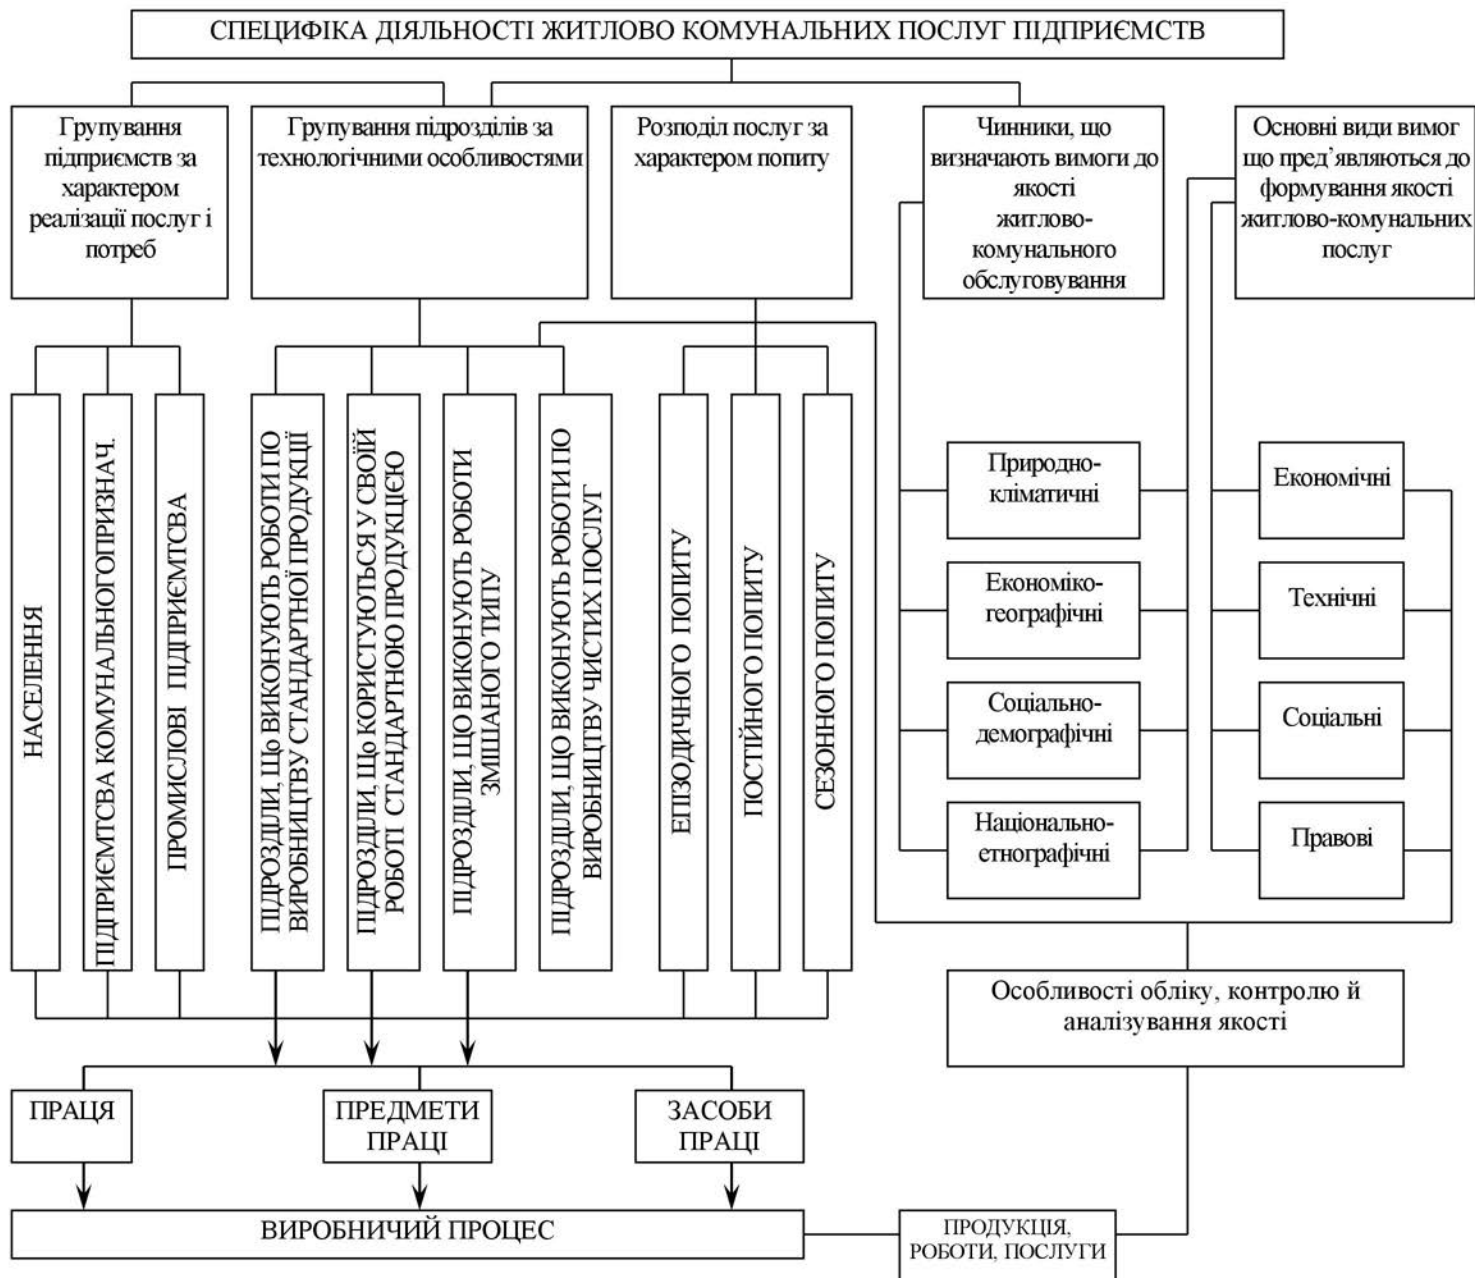 СПЕЦИФІКА ДІЯЛЬНОСТІ ЖИТЛОВО КОМУНАЛЬНИХ ПОСЛУГ ПІДПРИЄМСТВ
Групування
підприємств за
характером
реалізації послуг і
потреб
Групування підрозділів за
технологічними особливостями
Розподіл послуг за
характером попиту
Чинники, що
визначають вимоги до
якості
житлово-
комунального
обслуговування
Основні види вимог
що пред’являються до
формування якості
житлово-комунальних
послуг
НАСЕЛЕННЯ
ПІДПРИЄМТСВА КОМУНАЛЬНОГОПРИЗНАЧ.
ПРОМИСЛОВІ ПІДПРИЄМТСВА
ПІДРОЗДІЛИ, Що ВИКОНУЮТЬ РОБОТИ ПО
ВИРОБНИЦТВУ СТАНДАРТНОЇ ПРОДУКЦІЇ
ПІДРОЗДІЛИ, Що КОРИСТУЮТЬСЯ У СВОЇЙ
РОБОТІ СТАНДАРТНОЮ ПРОДУКЦІЄЮ
ПІДРОЗДІЛИ, ЩО ВИКОНУЮТЬ РОБОТИ
ЗМІШАНОГО ТИПУ
ПІДРОЗДІЛИ, ЩО ВИКОНУЮТЬ РОБОТИ ПО
ВИРОБНИЦТВУ ЧИСТИХ ПОСЛУГ
ЕПІЗОДИЧНОГО ПОПИТУ
ПОСТІЙНОГО ПОПИТУ
СЕЗОННОГО ПОПИТУ
Природно-
кліматичні
Економіко-
географічні
Соціально-
демографічні
Національно-
етнографічні
Економічні
Технічні
Соціальні
Правові
Особливості обліку, контролю й
аналізування якості
ПРАЦЯ
ПРЕДМЕТИ
ПРАЦІ
ЗАСОБИ
ПРАЦІ
ВИРОБНИЧИЙ ПРОЦЕС
ПРОДУКЦІЯ,
РОБОТИ, ПОСЛУГИ